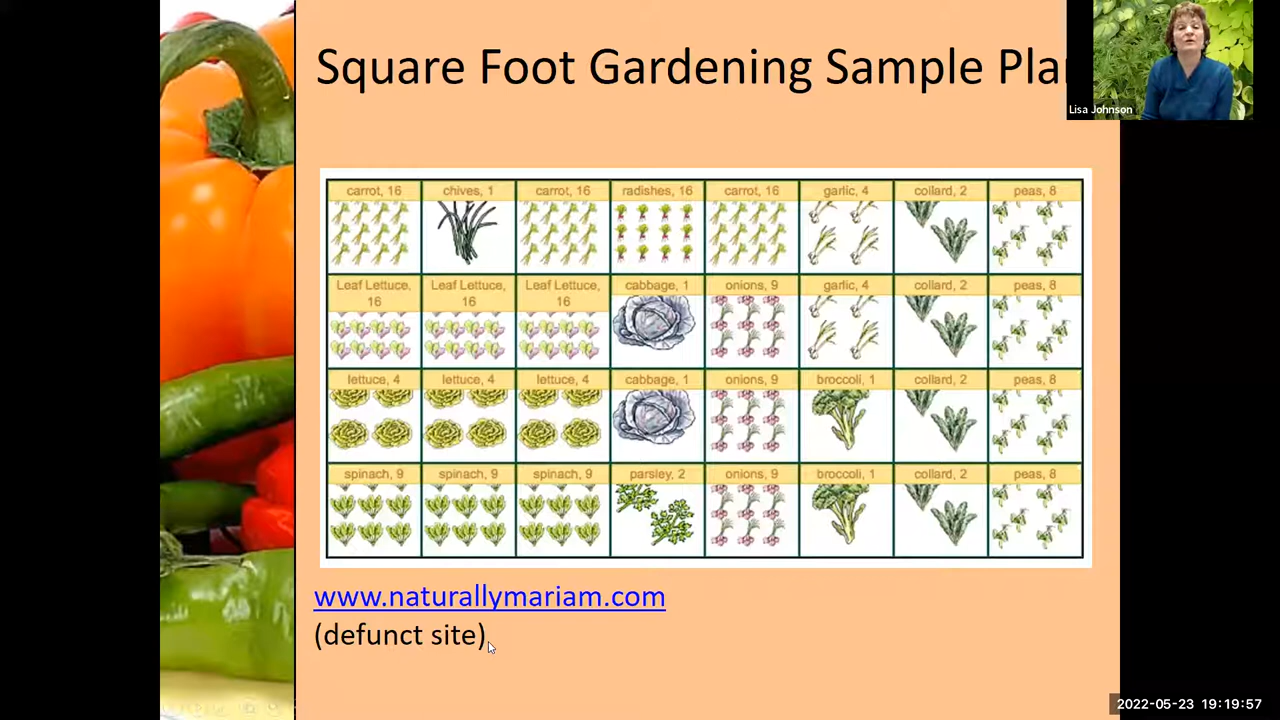 Square Foot Gardening Sample Pla
Lisa Johnson
carrot, 16
chives, 1
carrot, 16
radishes, 16
carrot, 16
garlic, 4
collard, 2
peas, 8
Leaf Lettuce,
16
Leaf Lettuce,
16
Leaf Lettuce,
16
cabbage, 1
onions, 9
garlic, 4
collard, 2
peas, 8
lettuce, 4
lettuce, 4
lettuce, 4
cabbage, 1
onions, 9
broccoli, 1
collard, 2
peas, 8
spinach, 9
spinach, 9
spinach, 9
parsley, 2
onions, 9
broccoli, 1
collard, 2
peas, 8
www.naturallymariam.com
(defunct site)
2022-05-23 19:19:57